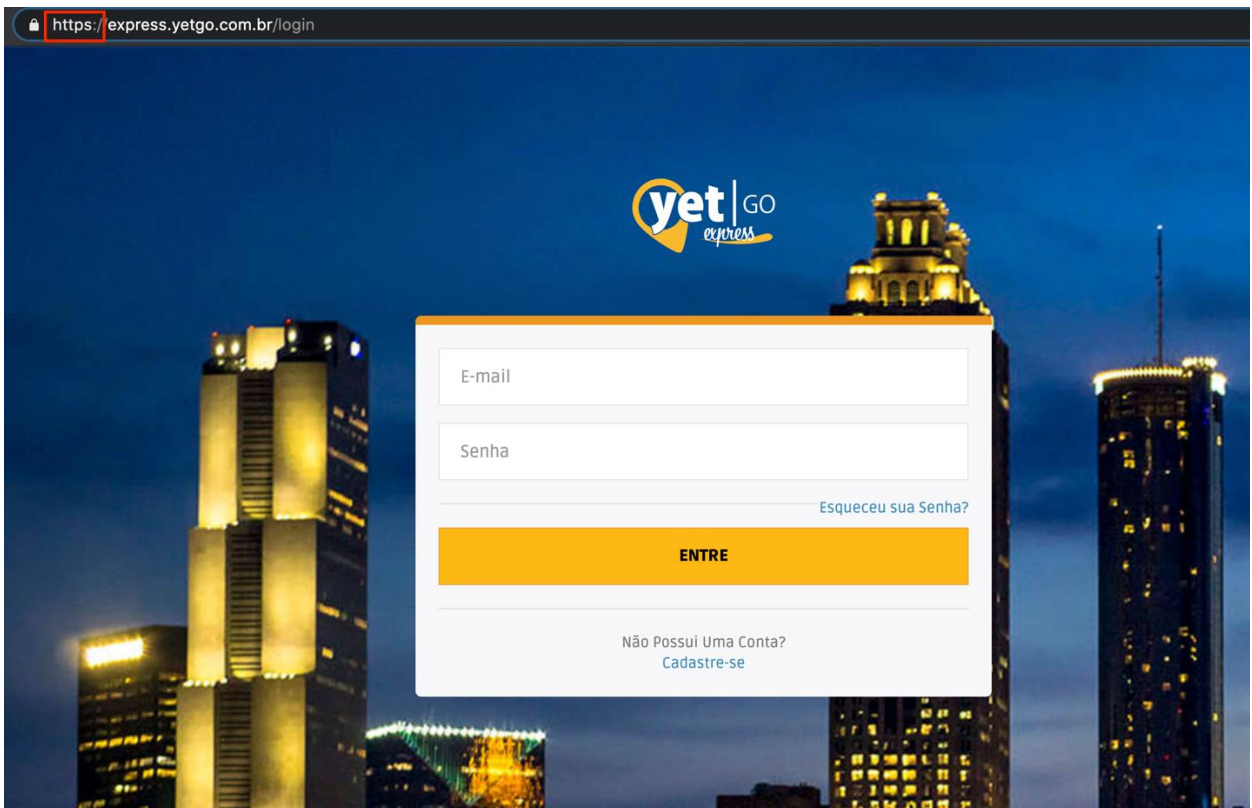 https://express.yetgo.com.br/login
yet GO
express
E-mail
Senha
Esqueceu sua Senha?
ENTRE
Não Possui Uma Conta?
Cadastre-se